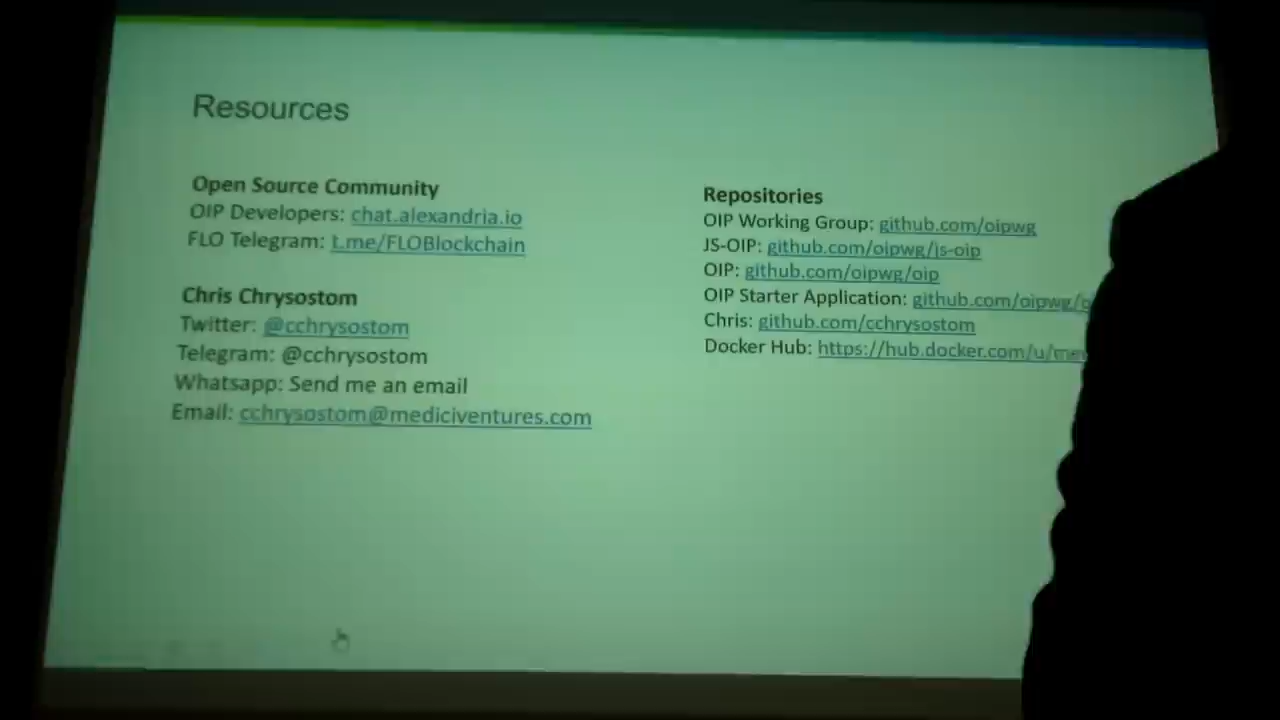 Resources
Open Source Community
OIP Developers: chat.alexandria.io
FLO Telegram: t.me/FLOBlockchain
Chris Chrysostom
Twitter: @cchrysostom
Telegram: @cchrysostom
Whatsapp: Send me an email
Email: cchrysostom@mediciventures.com
Repositories
OIP Working Group: github.com/oipwg
JS-OIP: github.com/oipwg/js-oip
OIP: github.com/oipwg/oip
OIP Starter Application: github.com/oipwg/
Chris: github.com/cchrysostom
Docker Hub: https://hub.docker.com/u/